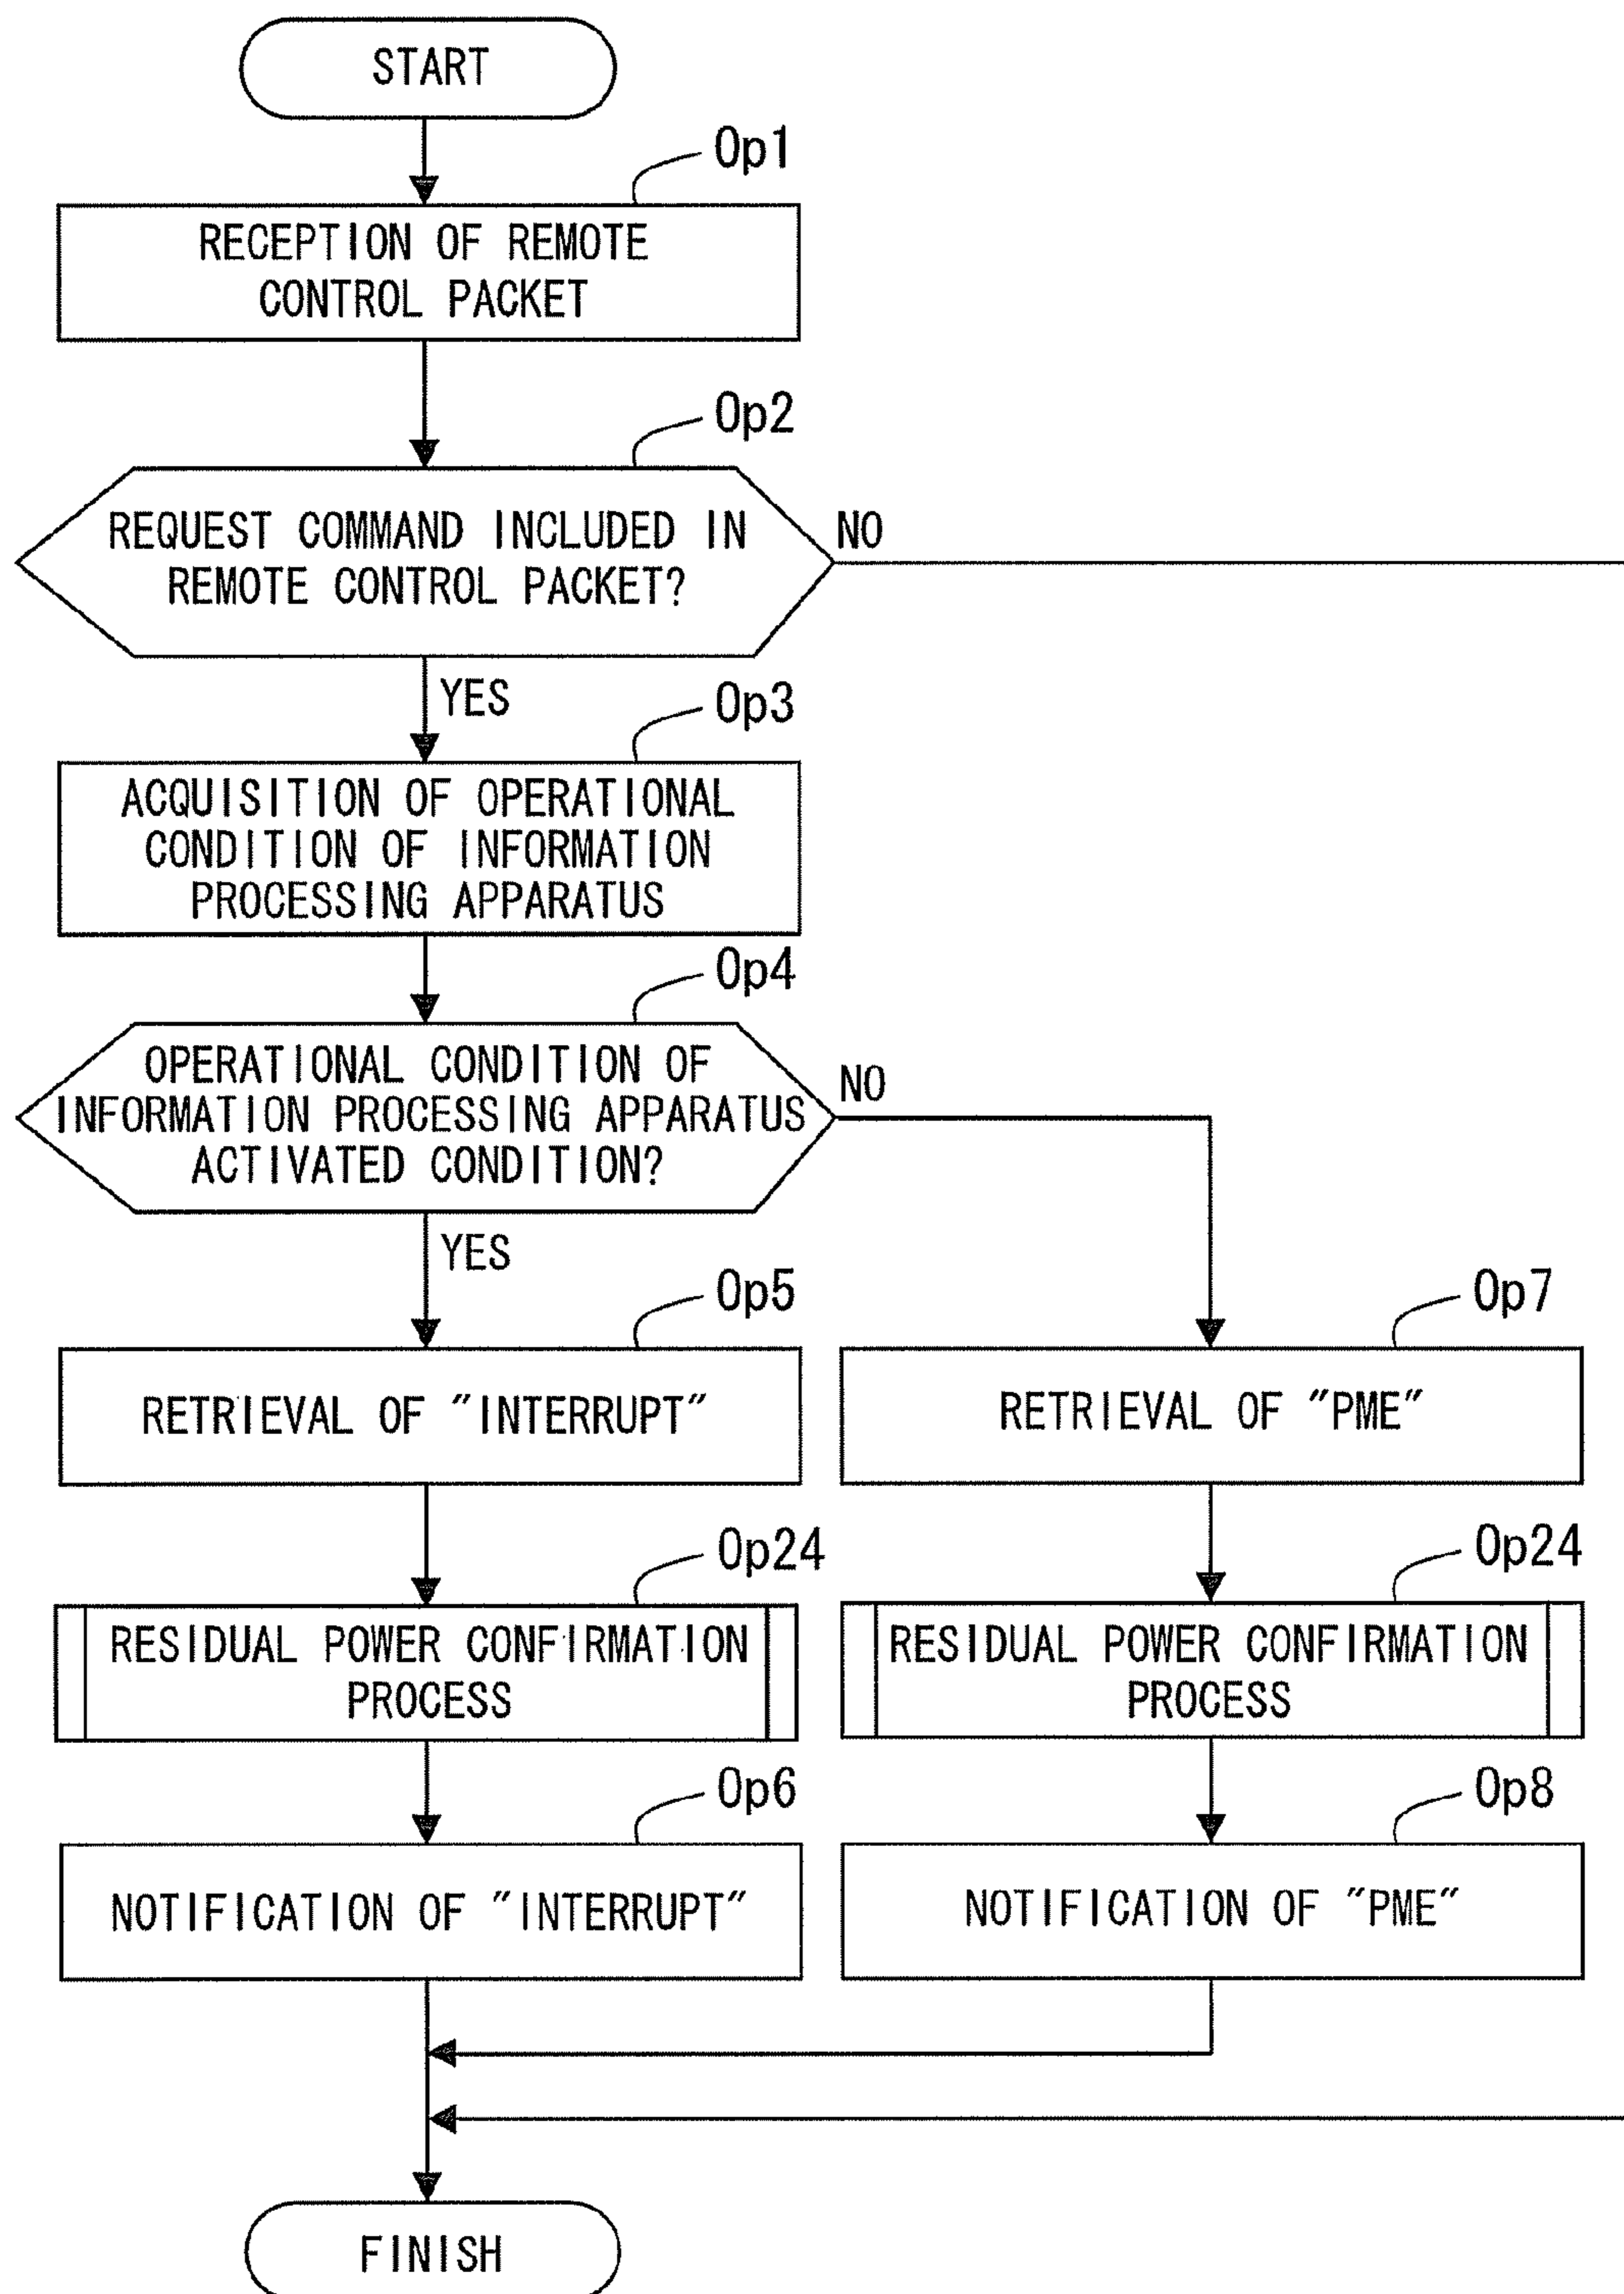 START
Op1
RECEPTION OF REMOTE
CONTROL PACKET
Op2
REQUEST COMMAND INCLUDED IN
REMOTE CONTROL PACKET?
NO
YES
Op3
ACQUISITION OF OPERATIONAL
CONDITION OF INFORMATION
PROCESSING APPARATUS
Op4
OPERATIONAL CONDITION OF
INFORMATION PROCESSING APPARATUS
ACTIVATED CONDITION?
NO
YES
Op5
RETRIEVAL OF "INTERRUPT"
Op7
RETRIEVAL OF "PME"
Op24
RESIDUAL POWER CONFIRMATION
PROCESS
Op24
RESIDUAL POWER CONFIRMATION
PROCESS
Op6
NOTIFICATION OF "INTERRUPT"
Op8
NOTIFICATION OF "PME"
FINISH